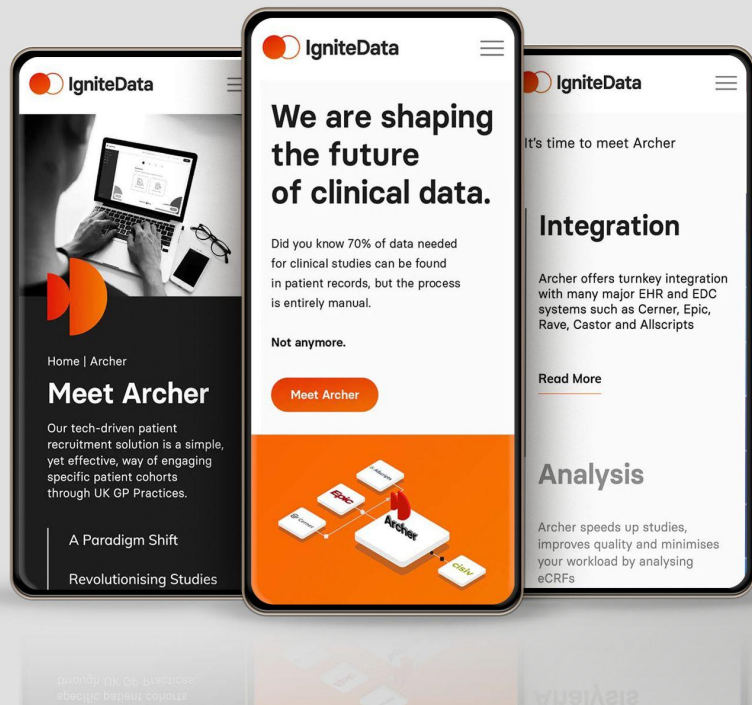 IgniteData
Home | Archer
Meet Archer
Our tech-driven patient
recruitment solution is a simple,
yet effective, way of engaging
specific patient cohorts
through UK GP Practices.
A Paradigm Shift
Revolutionising Studies
IgniteData
We are shaping
the future
of clinical data.
Did you know 70% of data needed
for clinical studies can be found
in patient records, but the process
is entirely manual.
Not anymore.
Meet Archer
Allscripts
Epic
Cerner
Archer
IgniteData
It's time to meet Archer
Integration
Archer offers turnkey integration
with many major EHR and EDC
systems such as Cerner, Epic,
Rave, Castor and Allscripts
Read More
Analysis
Archer speeds up studies,
improves quality and minimises
your workload by analysing
eCRFs